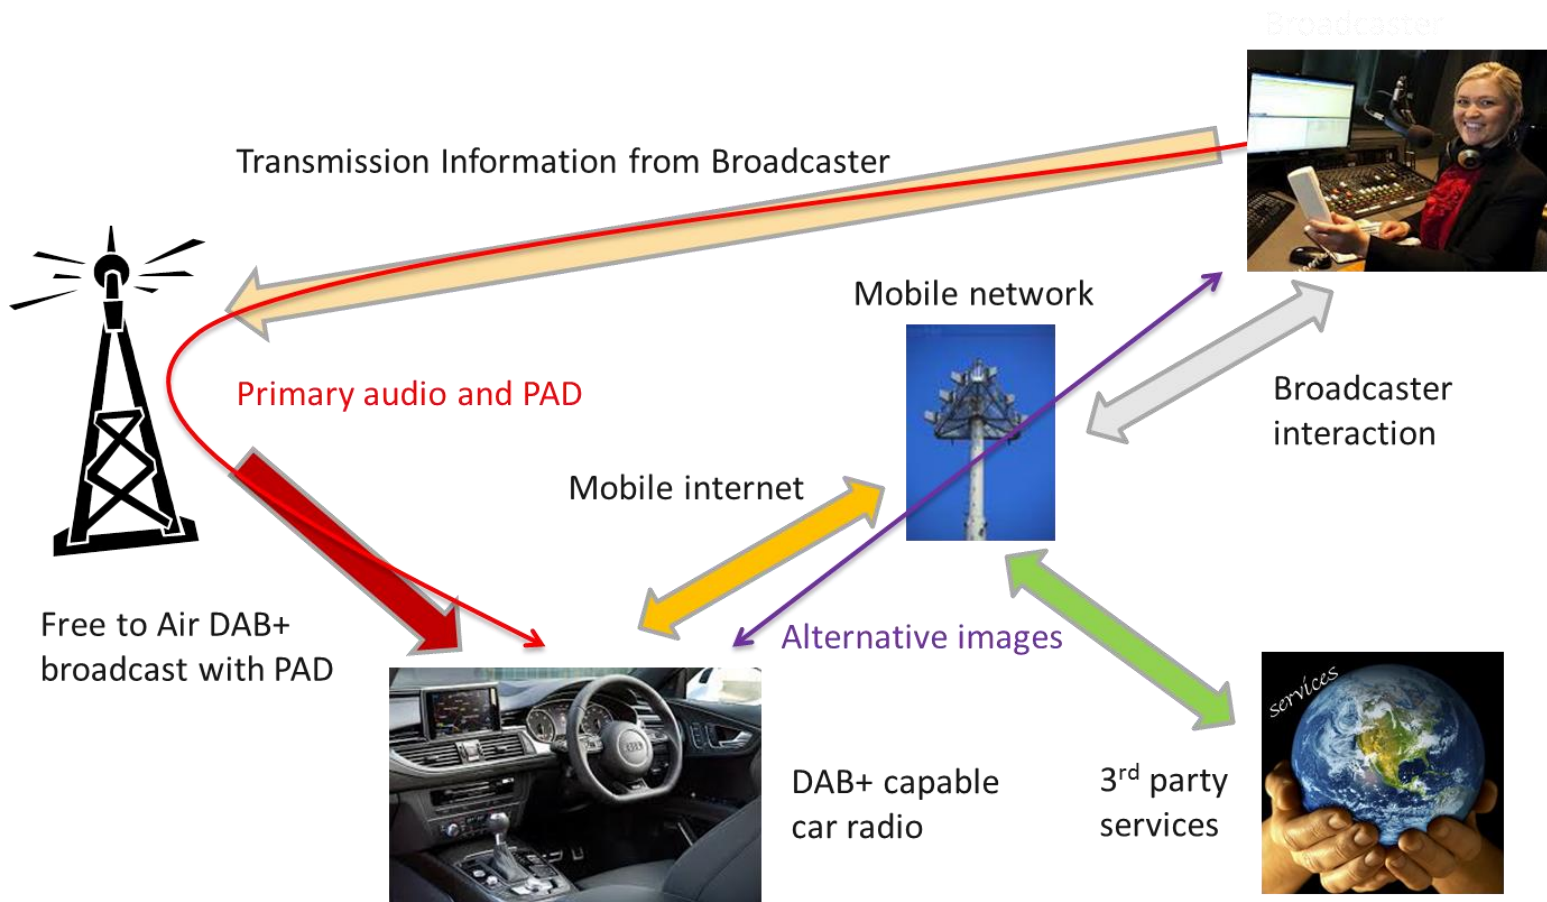 Broadcaster
Transmission Information from Broadcaster
Mobile network
Primary audio and PAD
Broadcaster
interaction
Mobile internet
Free to Air DAB+
broadcast with PAD
Alternative images
services
DAB+ capable
car radio
3rd party
services